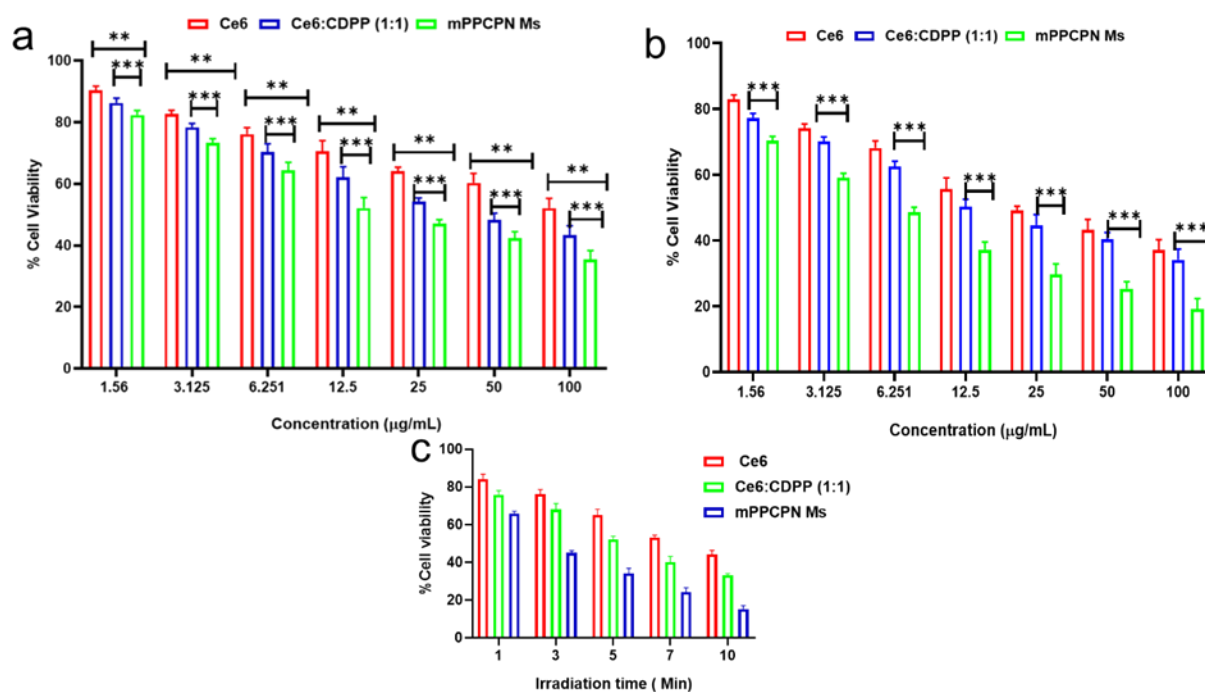 a
Ce6 Ce6:CDPP (1:1) mPPCPN Ms
** *** ** *** ** *** ** *** ** *** ** *** ** ***
% Cell Viability
100
80
60
40
20
0
1.56 3.125 6.251 12.5 25 50 100
Concentration (µg/mL)
b
Ce6 Ce6:CDPP (1:1) mPPCPN Ms
*** *** *** *** *** *** ***
% Cell Viability
100
80
60
40
20
0
1.56 3.125 6.251 12.5 25 50 100
Concentration (µg/mL)
c
Ce6
Ce6:CDPP (1:1)
mPPCPN Ms
%Cell viability
100
80
60
40
20
0
1 3 5 7 10
Irradiation time ( Min)